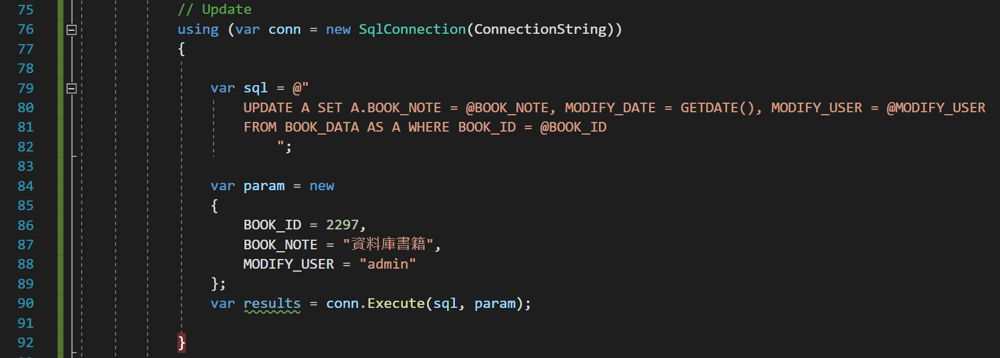 75 // Update
76 using (var conn = new SqlConnection(ConnectionString))
77 {
78
79 var sql = @"
80 UPDATE A SET A.BOOK_NOTE = @BOOK_NOTE, MODIFY_DATE = GETDATE(), MODIFY_USER = @MODIFY_USER
81 FROM BOOK_DATA AS A WHERE BOOK_ID = @BOOK_ID
82 ";
83
84 var param = new
85 {
86 BOOK_ID = 2297,
87 BOOK_NOTE = "資料庫書籍",
88 MODIFY_USER = "admin"
89 };
90 var results = conn.Execute(sql, param);
91
92 }